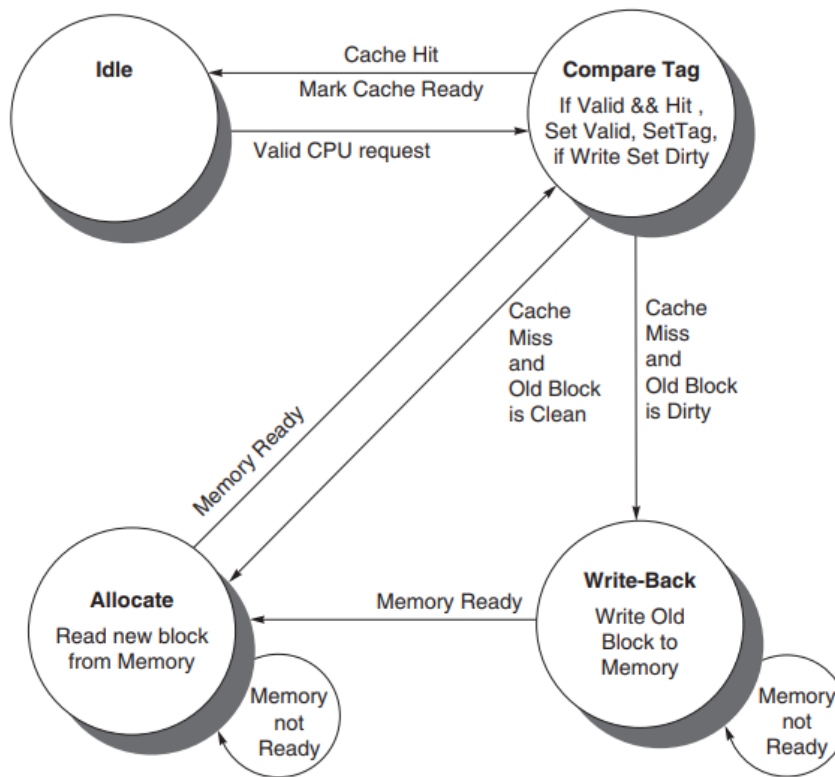 Idle
Cache Hit
Mark Cache Ready
Valid CPU request
Compare Tag
If Valid && Hit ,
Set Valid, SetTag,
if Write Set Dirty
Cache
Miss
and
Old Block
is Clean
Cache
Miss
and
Old Block
is Dirty
Memory Ready
Allocate
Read new block
from Memory
Memory
not
Ready
Memory Ready
Write-Back
Write Old
Block to
Memory
Memory
not
Ready